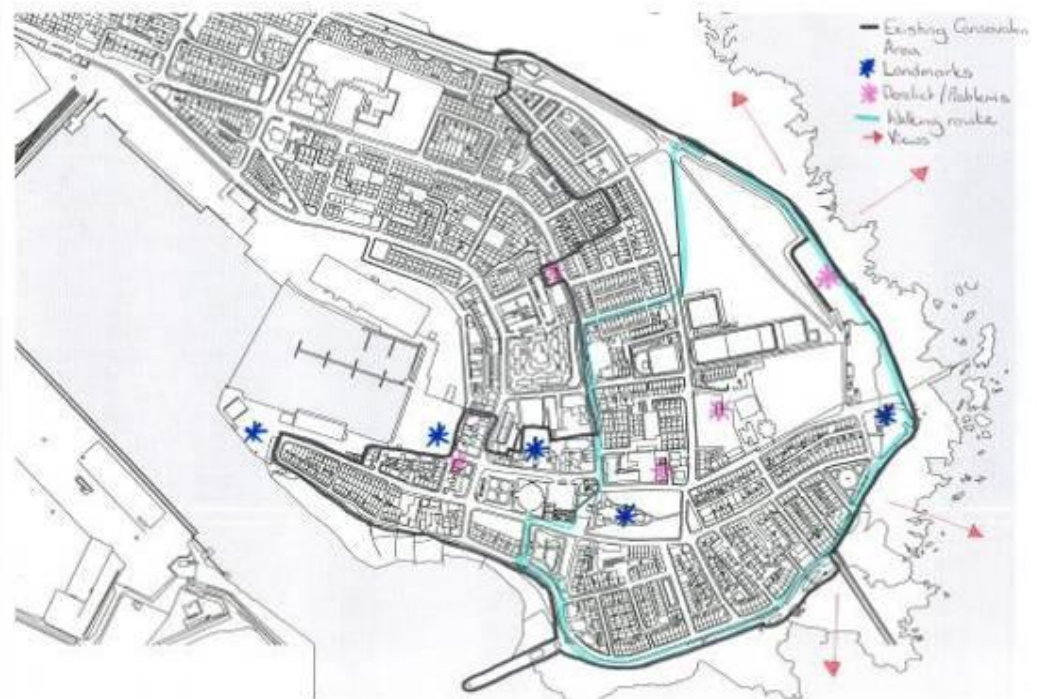 Existing Conservation
Area
Landmarks
Derelict / Problems
Walking route
Views